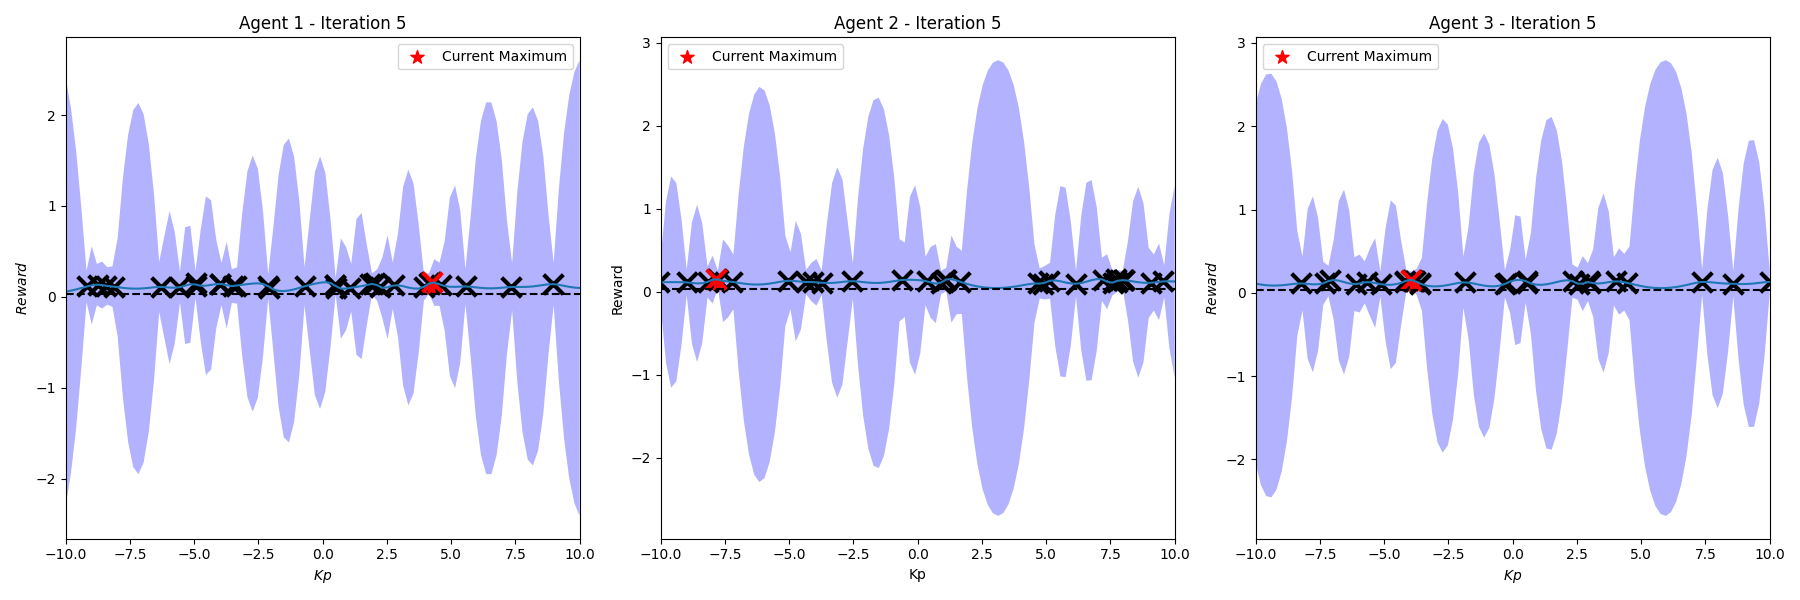 Agent 1 - Iteration 5
Current Maximum
Reward
2
1
0
−1
−2
−10.0 −7.5 −5.0 −2.5 0.0 2.5 5.0 7.5 10.0
Kp
Agent 2 - Iteration 5
Current Maximum
Reward
3
2
1
0
−1
−2
−10.0 −7.5 −5.0 −2.5 0.0 2.5 5.0 7.5 10.0
Kp
Agent 3 - Iteration 5
Current Maximum
Reward
3
2
1
0
−1
−2
−10.0 −7.5 −5.0 −2.5 0.0 2.5 5.0 7.5 10.0
Kp